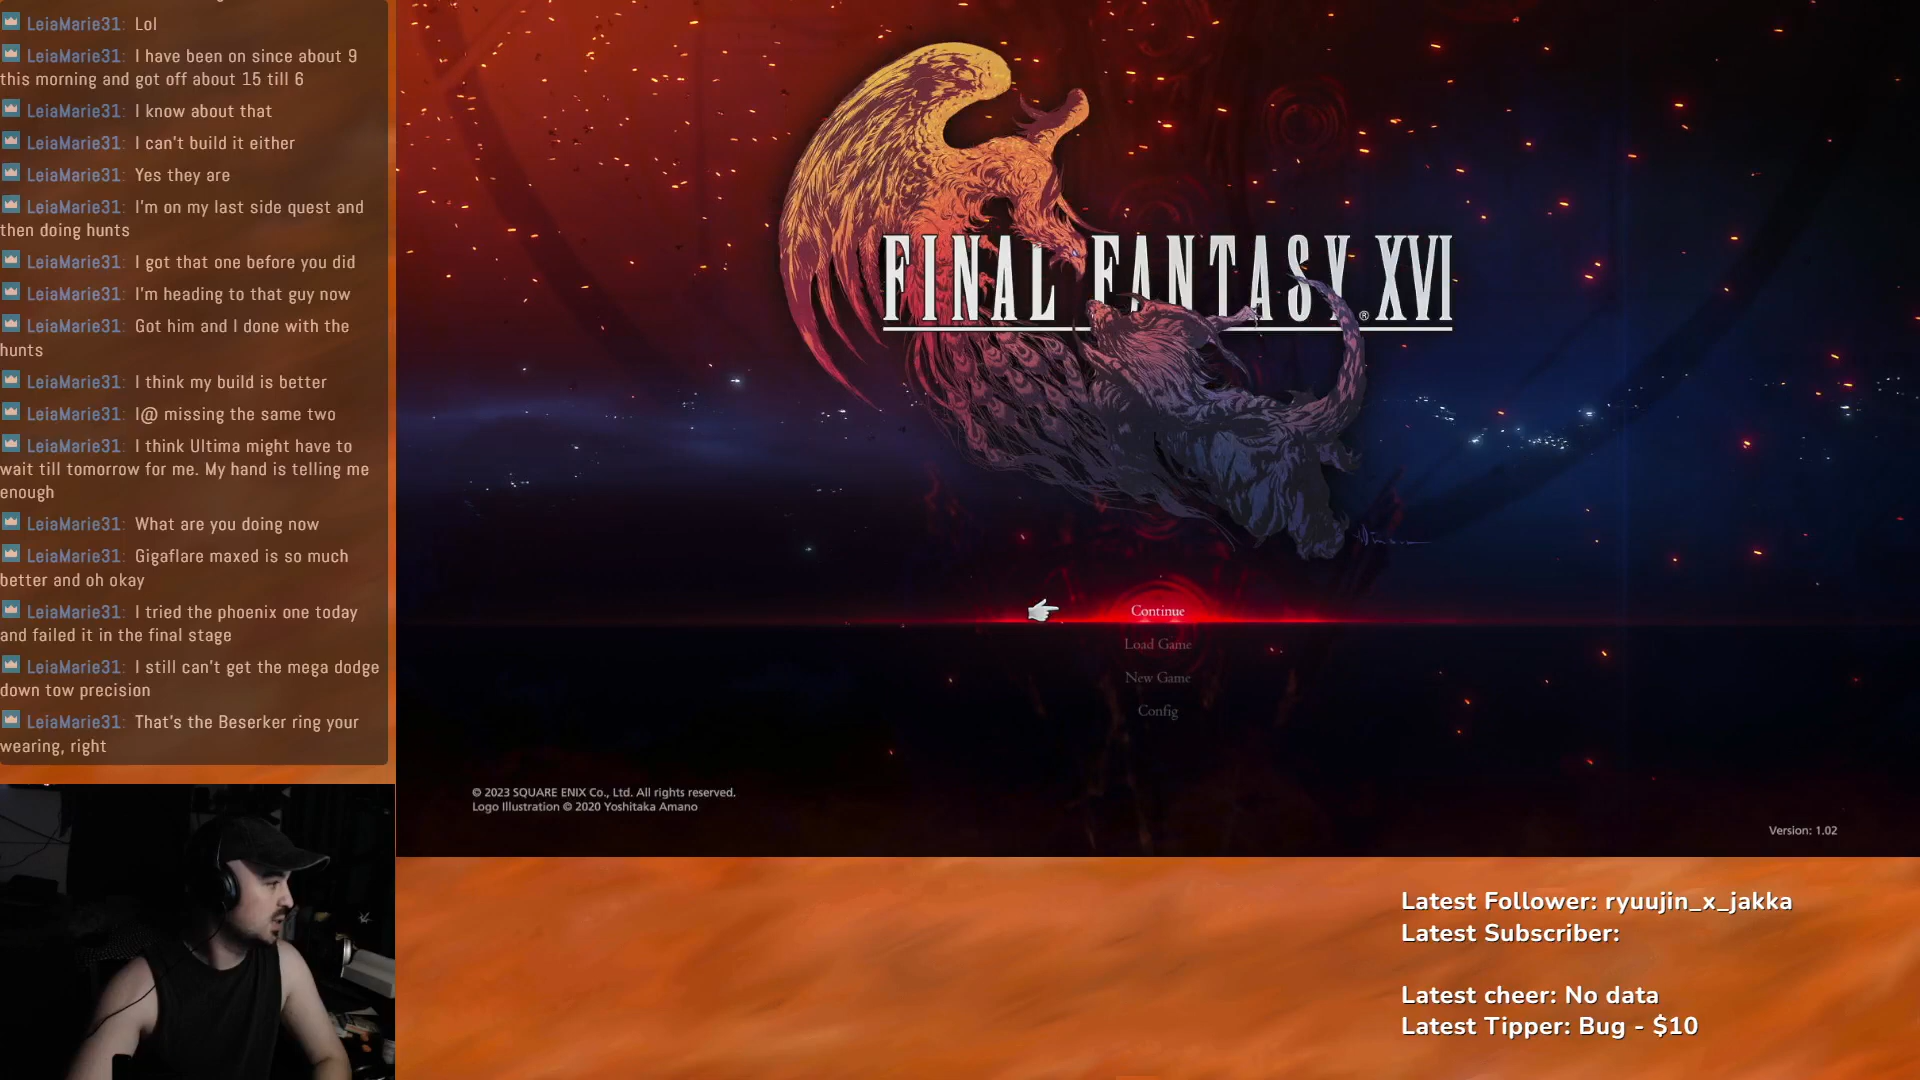 LeiaMarie31: Lol
LeiaMarie31: I have been on since about 9
this morning and got off about 15 till 6
LeiaMarie31: I know about that
LeiaMarie31: I can't build it either
LeiaMarie31: Yes they are
LeiaMarie31: I'm on my last side quest and
then doing hunts
LeiaMarie31: I got that one before you did
LeiaMarie31: I'm heading to that guy now
LeiaMarie31: Got him and I done with the
hunts
LeiaMarie31: I think my build is better
LeiaMarie31: I@ missing the same two
LeiaMarie31: I think Ultima might have to
wait till tomorrow for me. My hand is telling me
enough
LeiaMarie31: What are you doing now
LeiaMarie31: Gigaflare maxed is so much
better and oh okay
LeiaMarie31: I tried the phoenix one today
and failed it in the final stage
LeiaMarie31: I still can't get the mega dodge
down tow precision
LeiaMarie31: That's the Beserker ring your
wearing, right
FINAL FANTASY®XVI
Continue
Load Game
New Game
Config
© 2023 SQUARE ENIX Co., Ltd. All rights reserved.
Logo Illustration © 2020 Yoshitaka Amano
Version: 1.02
Latest Follower: ryuujin_x_jakka
Latest Subscriber:
Latest cheer: No data
Latest Tipper: Bug - $10